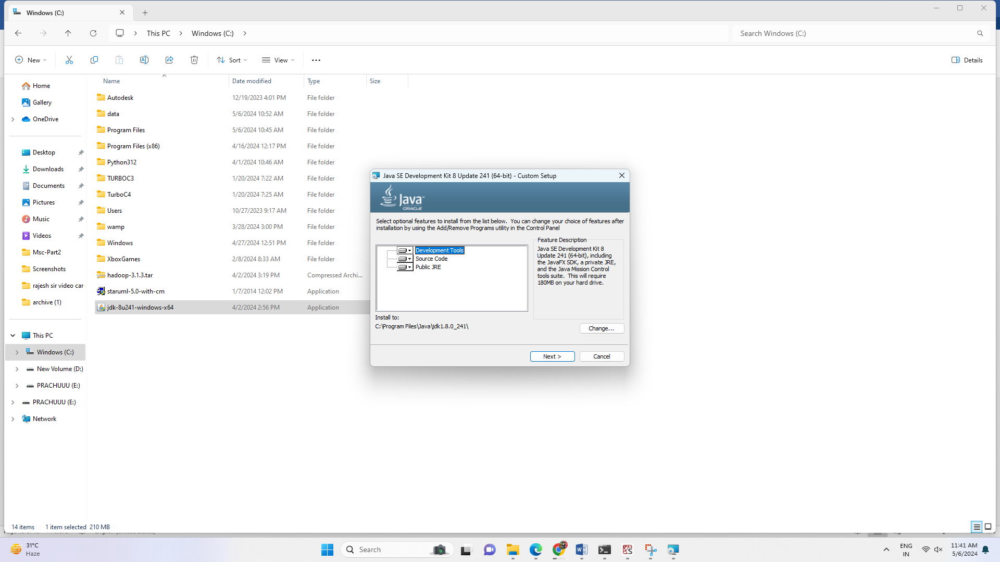 Windows (C:)
This PC
Windows (C:)
Search Windows (C:)
New
Sort
View
Details
Name
Date modified
Type
Size
Home
Gallery
OneDrive
Desktop
Downloads
Documents
Pictures
Music
Videos
Msc-Part2
Screenshots
rajesh sir video car
archive (1)
This PC
Windows (C:)
New Volume (D:)
PRACHUUU (E:)
PRACHUUU (E:)
Network
Autodesk 12/19/2023 4:01 PM File folder
data 5/6/2024 10:52 AM File folder
Program Files 5/6/2024 10:45 AM File folder
Program Files (x86) 4/16/2024 12:17 PM File folder
Python312 4/1/2024 10:46 AM File folder
TURBOC3 1/20/2024 7:22 AM File folder
TurboC4 1/20/2024 7:25 AM File folder
Users 10/27/2023 9:17 AM File folder
wamp 3/28/2024 3:00 PM File folder
Windows 4/27/2024 12:51 PM File folder
XboxGames 2/8/2024 8:33 AM File folder
hadoop-3.1.3.tar 4/2/2024 3:19 PM Compressed Archi...
staruml-5.0-with-cm 1/7/2014 12:02 PM Application
jdk-8u241-windows-x64 4/2/2024 2:56 PM Application
Java SE Development Kit 8 Update 241 (64-bit) - Custom Setup
Java™
ORACLE
Select optional features to install from the list below. You can change your choice of features after
installation by using the Add/Remove Programs utility in the Control Panel
Development Tools
Source Code
Public JRE
Feature Description
Java SE Development Kit 8
Update 241 (64-bit), including
the JavaFX SDK, a private JRE,
and the Java Mission Control
tools suite. This will require
180MB on your hard drive.
Install to:
C:\Program Files\Java\jdk1.8.0_241\
Change...
Next >
Cancel
14 items 1 item selected 210 MB
31°C
Haze
Search
ENG
IN
11:41 AM
5/6/2024